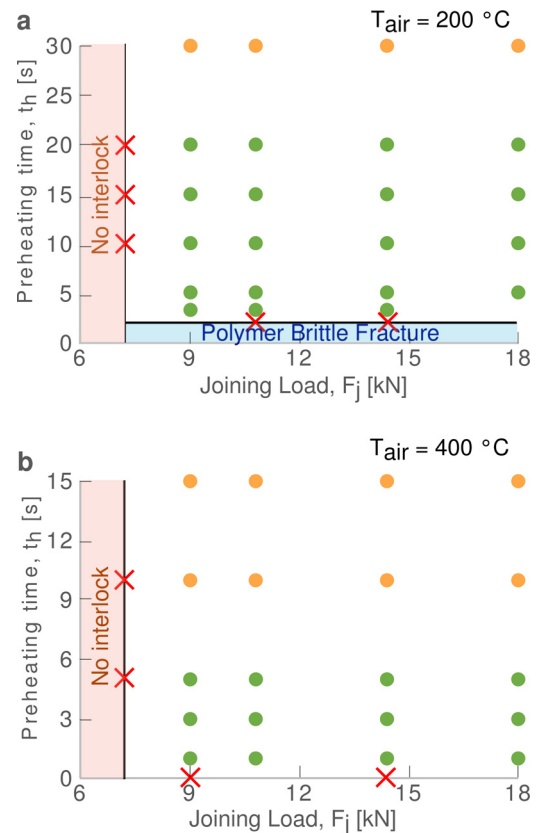 a
T_air = 200 °C
Preheating time, t_h [s]
30
25
20
15
10
5
0
No interlock
Polymer Brittle Fracture
6
9
12
15
18
Joining Load, F_j [kN]
b
T_air = 400 °C
Preheating time, t_h [s]
15
12
9
6
3
0
No interlock
6
9
12
15
18
Joining Load, F_j [kN]